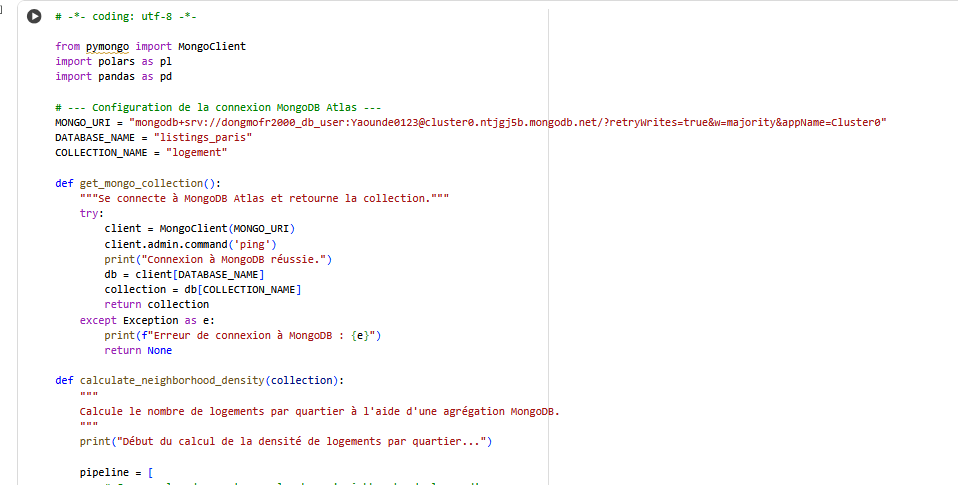 # -*- coding: utf-8 -*-
from pymongo import MongoClient
import polars as pl
import pandas as pd
# --- Configuration de la connexion MongoDB Atlas ---
MONGO_URI = "mongodb+srv://dongmofr2000_db_user:Yaounde0123@cluster0.ntjgj5b.mongodb.net/?retryWrites=true&w=majority&appName=Cluster0"
DATABASE_NAME = "listings_paris"
COLLECTION_NAME = "logement"
def get_mongo_collection():
    """Se connecte à MongoDB Atlas et retourne la collection."""
    try:
        client = MongoClient(MONGO_URI)
        client.admin.command('ping')
        print("Connexion à MongoDB réussie.")
        db = client[DATABASE_NAME]
        collection = db[COLLECTION_NAME]
        return collection
    except Exception as e:
        print(f"Erreur de connexion à MongoDB : {e}")
        return None
def calculate_neighborhood_density(collection):
    """
    Calcule le nombre de logements par quartier à l'aide d'une agrégation MongoDB.
    """
    print("Début du calcul de la densité de logements par quartier...")
    pipeline = [